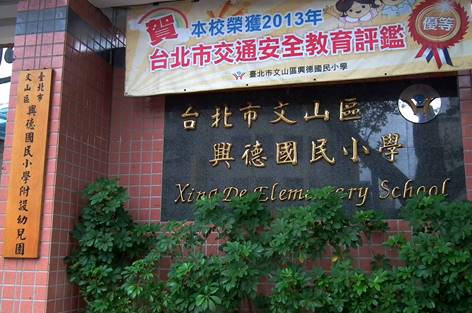 賀
本校榮獲2013年
台北市交通安全教育評鑑
優等
臺北市文山區興德國民小學
台北市文山區
興德國民小學
Xing De Elementary School
臺北市
文山區
興德國民小學附設幼兒園